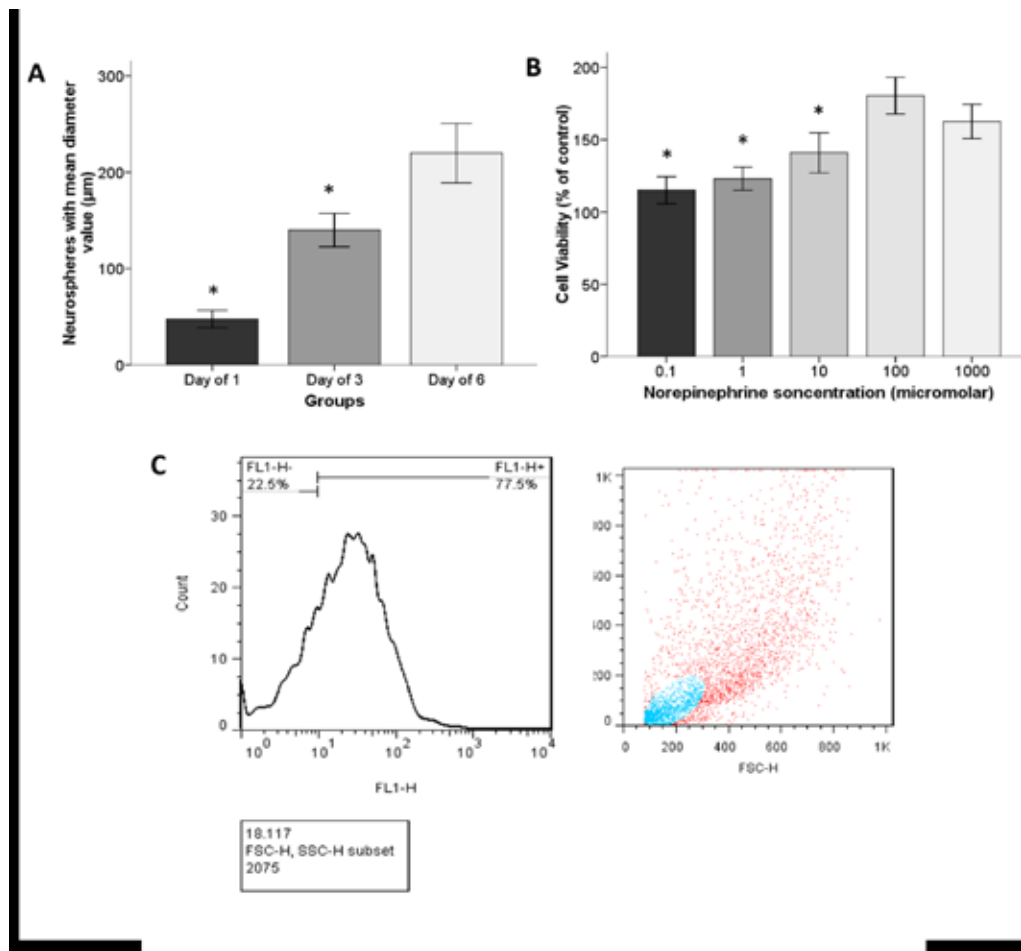 A
Neurospheres with mean diameter
value (µm)
300
200
100
0
*
*
Day of 1
Day of 3
Day of 6
Groups
B
Cell Viability (% of control)
200
150
100
50
0
*
*
*
0.1
1
10
100
1000
Norepinephrine soncentration (micromolar)
C
FL1-H-
22.5%
FL1-H+
77.5%
Count
30
20
10
0
10^0
10^1
10^2
10^3
10^4
FL1-H
18.117
FSC-H, SSC-H subset
2075
1K
200
0
0
200
400
600
800
1K
FSC-H